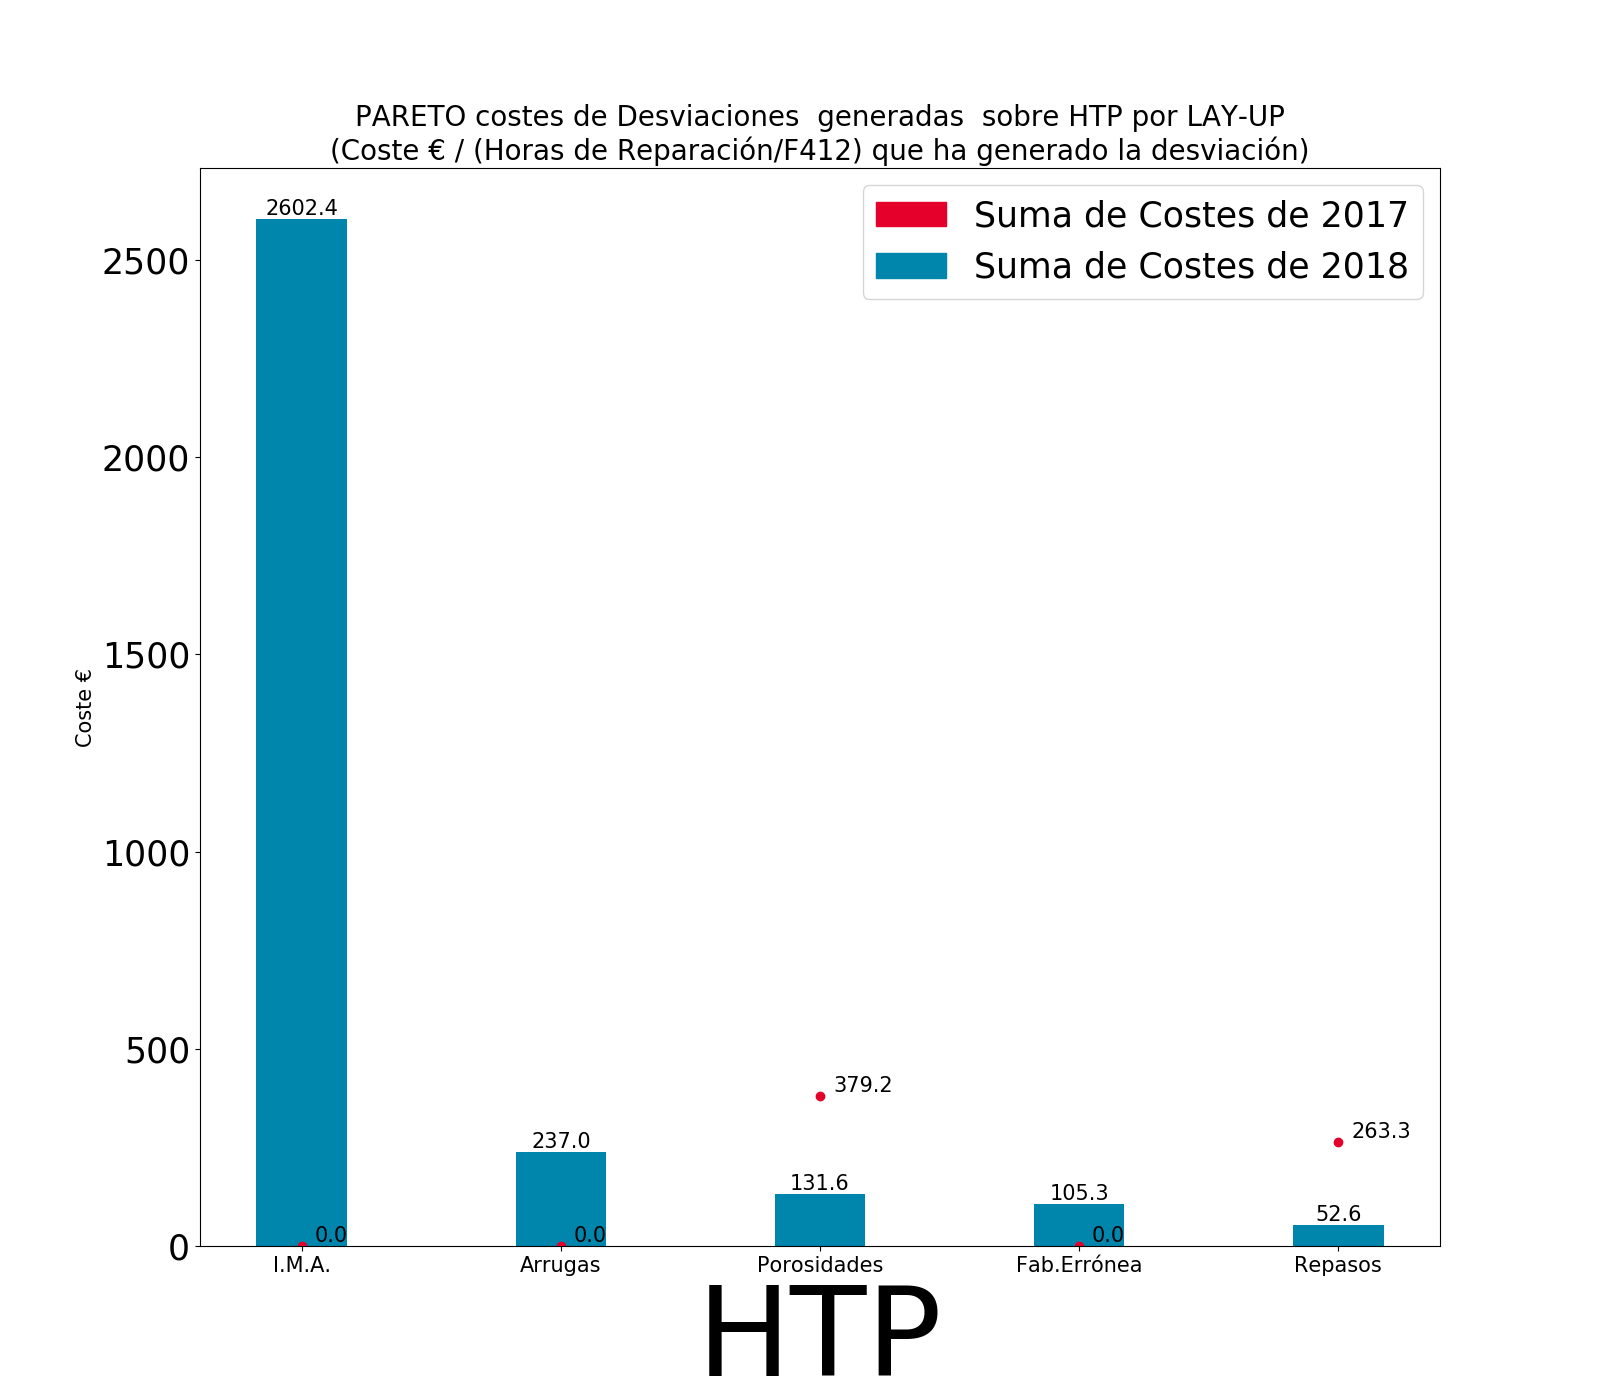 PARETO costes de Desviaciones  generadas  sobre HTP por LAY-UP
(Coste € / (Horas de Reparación/F412) que ha generado la desviación)
Suma de Costes de 2017
Suma de Costes de 2018
2602.4
2500
2000
1500
1000
500
0
Coste €
379.2
263.3
237.0
131.6
105.3
52.6
0.0
0.0
0.0
I.M.A.
Arrugas
Porosidades
Fab.Errónea
Repasos
HTP